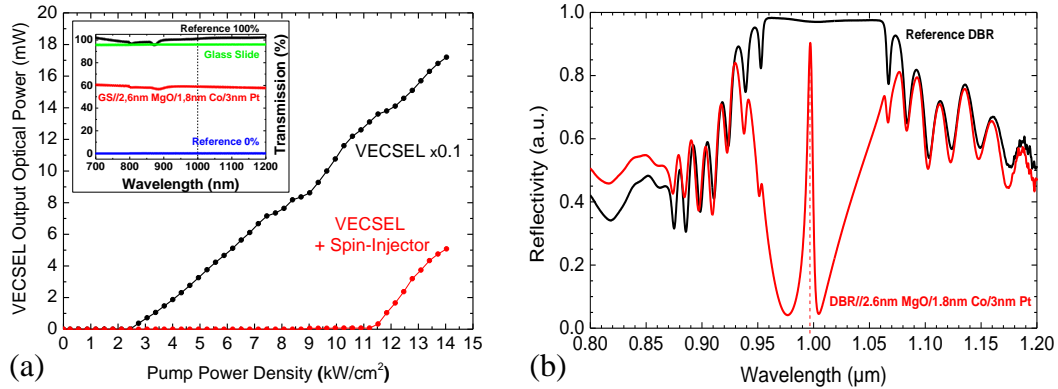 VECSEL Output Optical Power (mW)
18
16
14
12
10
8
6
4
2
0
0 1 2 3 4 5 6 7 8 9 10 11 12 13 14 15
Pump Power Density (kW/cm²)
Reference 100%
Glass Slide
GS//2,6nm MgO/1,8nm Co/3nm Pt
Reference 0%
100
80
60
40
20
0
Transmission (%)
700 800 900 1000 1100 1200
Wavelength (nm)
VECSEL x0.1
VECSEL
+ Spin-Injector
(a)
Reflectivity (a.u.)
1.0
0.8
0.6
0.4
0.2
0.0
Reference DBR
DBR//2.6nm MgO/1.8nm Co/3nm Pt
0.80 0.85 0.90 0.95 1.00 1.05 1.10 1.15 1.20
Wavelength (µm)
(b)